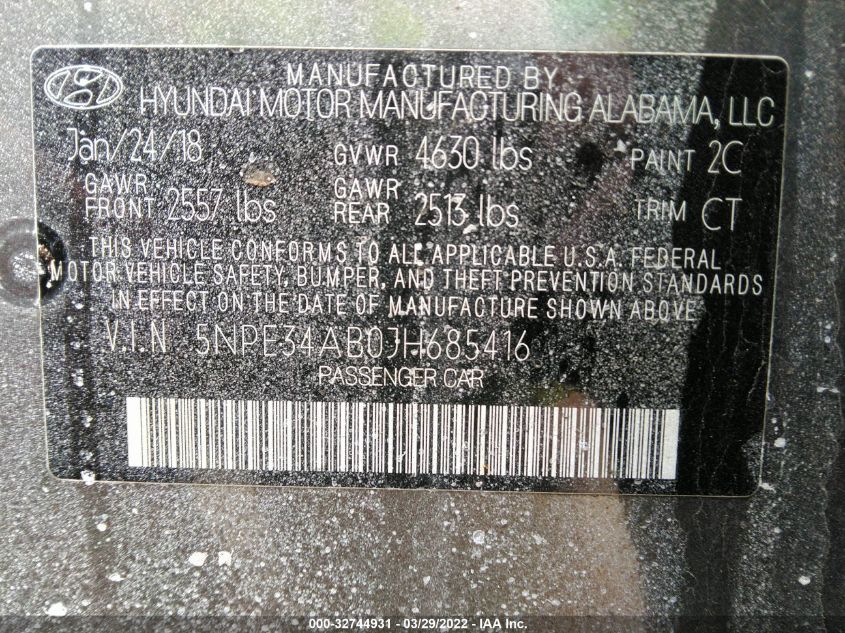 MANUFACTURED BY
HYUNDAI MOTOR MANUFACTURING ALABAMA, LLC
Jan/24/18 GVWR 4630 lbs PAINT 2C
GAWR FRONT 2557 lbs GAWR REAR 2513 lbs TRIM CT
THIS VEHICLE CONFORMS TO ALL APPLICABLE U.S.A. FEDERAL
MOTOR VEHICLE SAFETY, BUMPER, AND THEFT PREVENTION STANDARDS
IN EFFECT ON THE DATE OF MANUFACTURE SHOWN ABOVE
V.I.N 5NPE34AB0JH685416
PASSENGER CAR
000-32744931 - 03/29/2022 - IAA Inc.